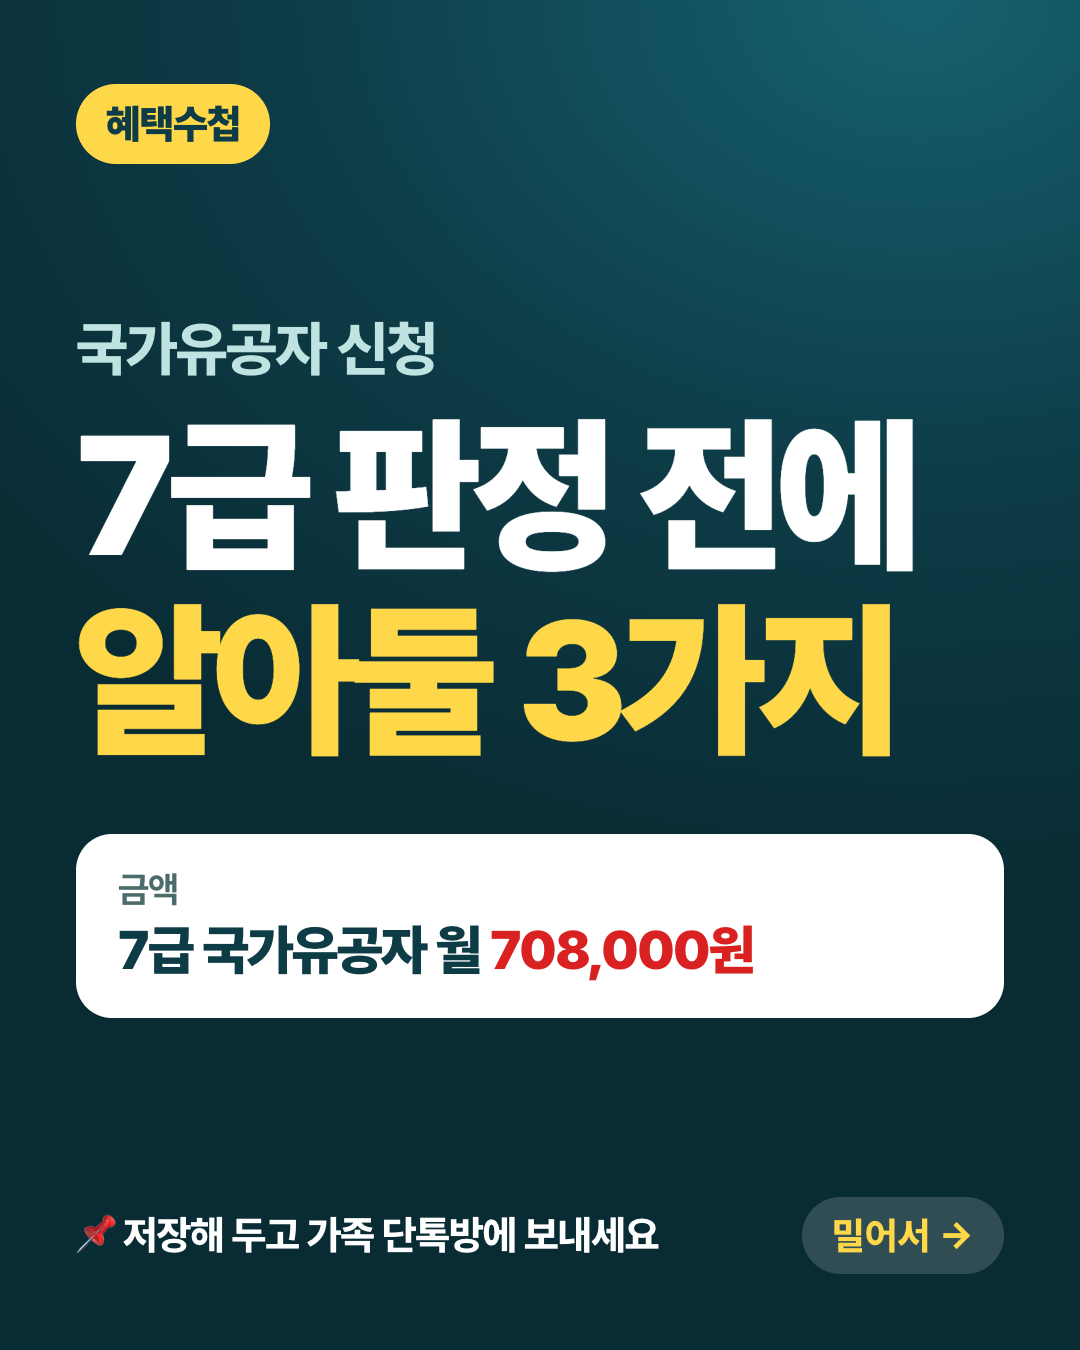 혜택수첩
국가유공자 신청
7급 판정 전에
알아둘 3가지
금액
7급 국가유공자 월 708,000원
저장해 두고 가족 단톡방에 보내세요
밀어서 →